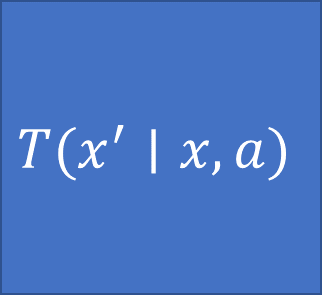 T(x′ | x, a)